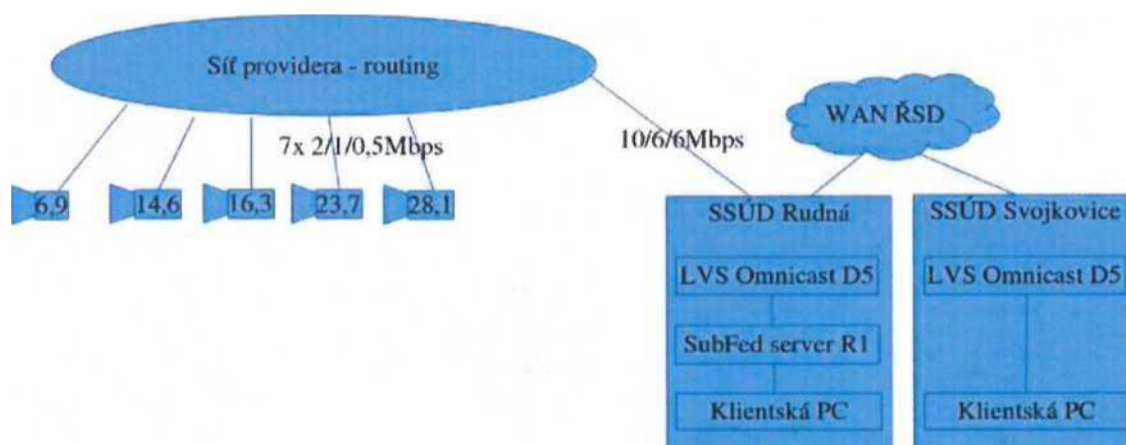 Síť providera - routing
WAN ŘSD
7x 2/1/0,5Mbps
10/6/6Mbps
6,9
14,6
16,3
23,7
28,1
SSÚD Rudná
LVS Omnicast D5
SubFed server R1
Klientská PC
SSÚD Svojkovice
LVS Omnicast D5
Klientská PC